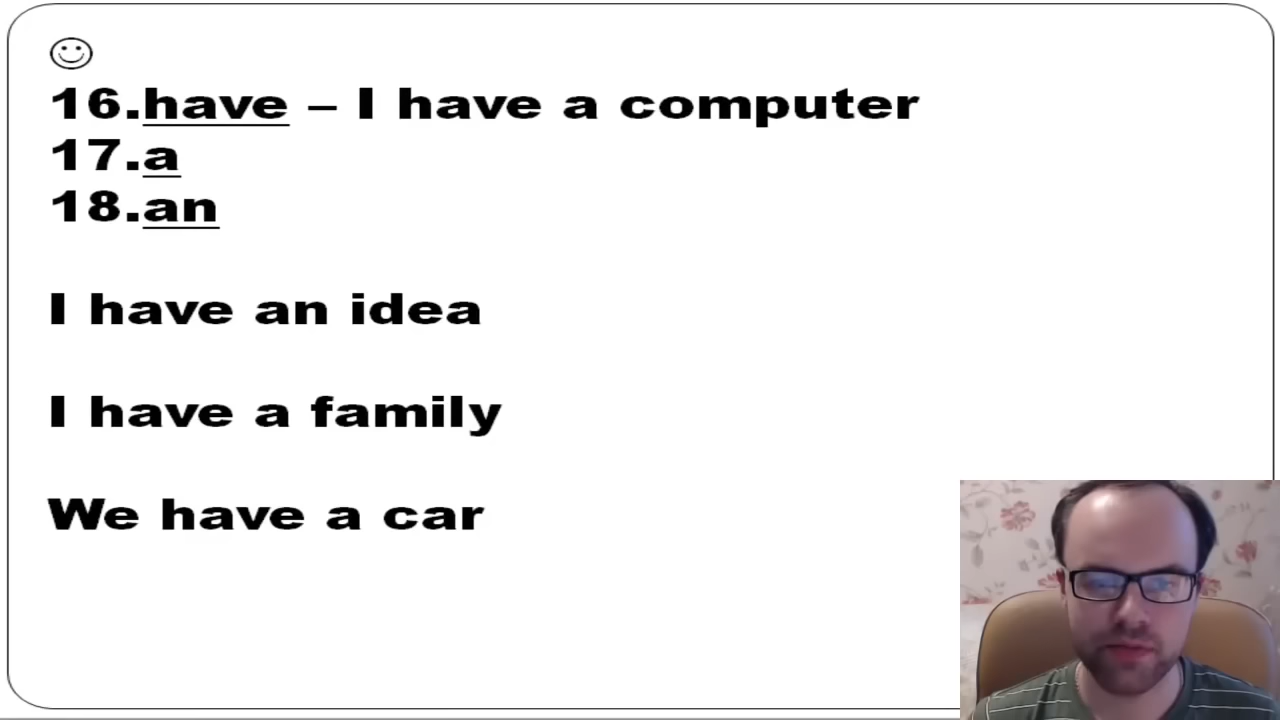 16.have – I have a computer
17.a
18.an
I have an idea
I have a family
We have a car